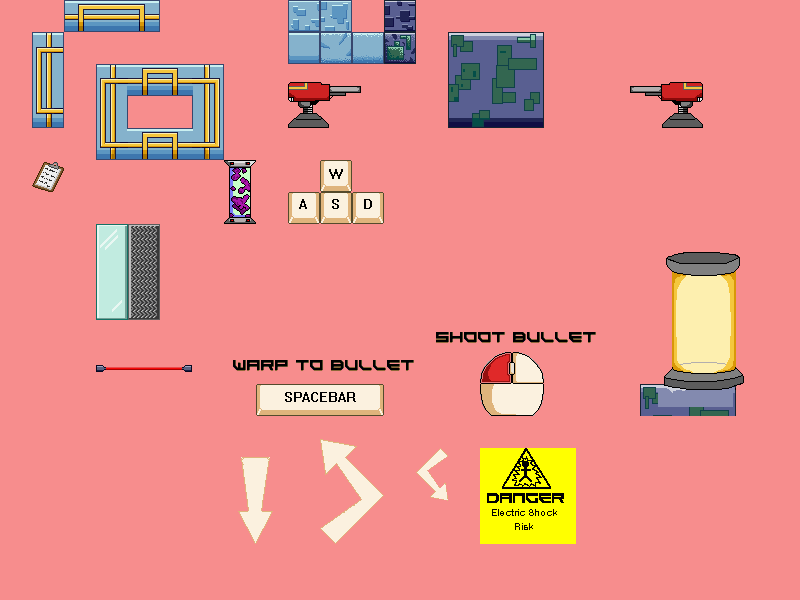 W
A S D
SHOOT BULLET
WARP TO BULLET
SPACEBAR
DANGER
Electric Shock
Risk